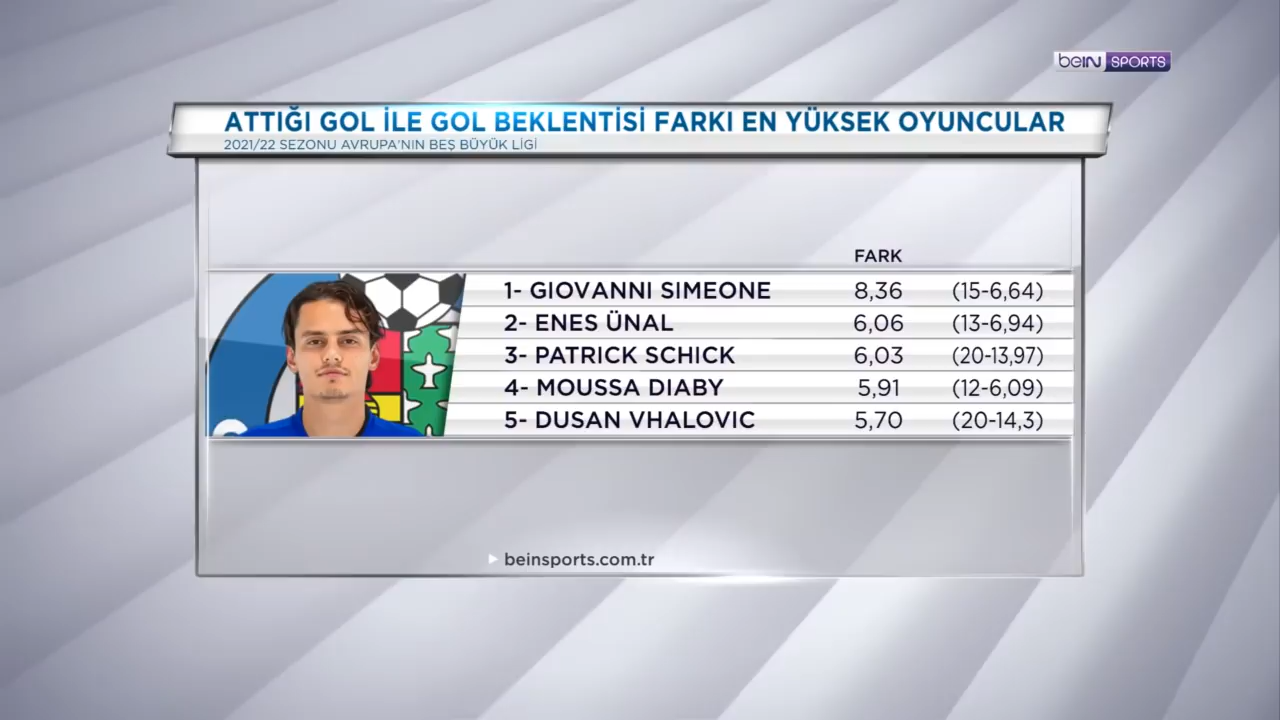 beIN SPORTS
ATTIĞI GOL İLE GOL BEKLENTİSİ FARKI EN YÜKSEK OYUNCULAR
2021/22 SEZONU AVRUPA'NIN BEŞ BÜYÜK LİGİ
FARK
1- GIOVANNI SIMEONE 8,36 (15-6,64)
2- ENES ÜNAL 6,06 (13-6,94)
3- PATRICK SCHICK 6,03 (20-13,97)
4- MOUSSA DIABY 5,91 (12-6,09)
5- DUSAN VHALOVIC 5,70 (20-14,3)
beinsports.com.tr